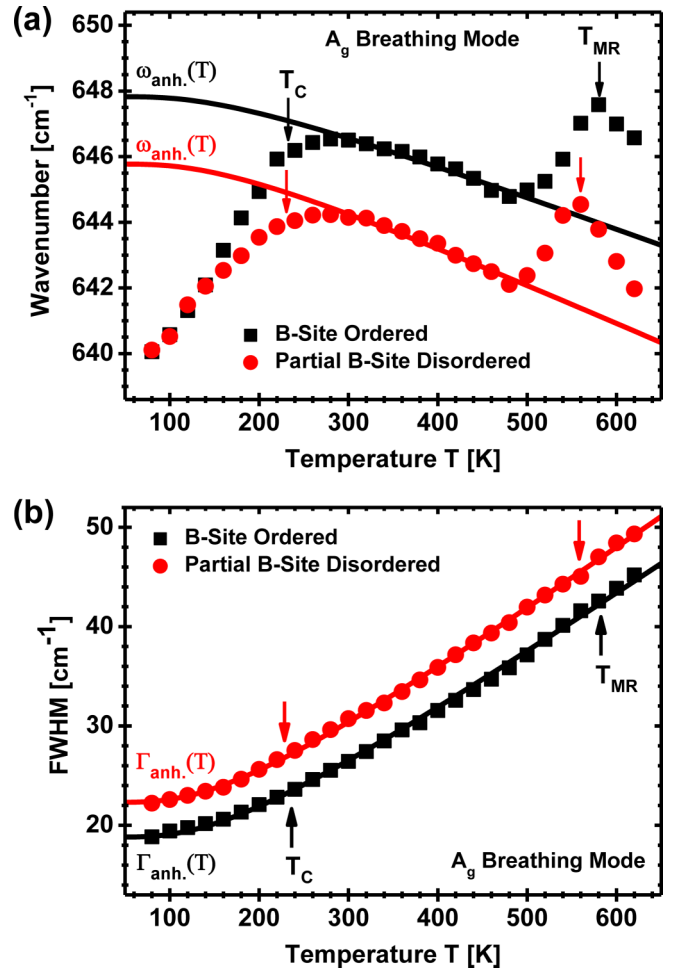 (a)
650
648
646
644
642
640
Wavenumber [cm⁻¹]
A_g Breathing Mode
T_MR
T_C
ω_anh.(T)
ω_anh.(T)
B-Site Ordered
Partial B-Site Disordered
100 200 300 400 500 600
Temperature T [K]
(b)
50
40
30
20
FWHM [cm⁻¹]
B-Site Ordered
Partial B-Site Disordered
T_MR
Γ_anh.(T)
Γ_anh.(T)
T_C
A_g Breathing Mode
100 200 300 400 500 600
Temperature T [K]